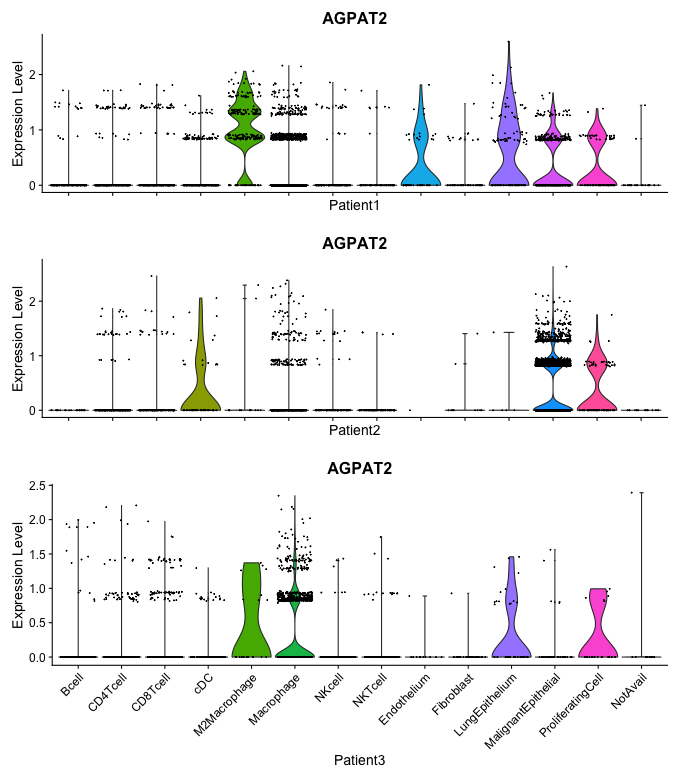 AGPAT2
Expression Level
2
1
0
Patient1
AGPAT2
Expression Level
2
1
0
Patient2
AGPAT2
Expression Level
2.5
2.0
1.5
1.0
0.5
0.0
Bcell
CD4Tcell
CD8Tcell
cDC
M2Macrophage
Macrophage
NKcell
NKTcell
Endothelium
Fibroblast
LungEpithelium
MalignantEpithelial
ProliferatingCell
NotAvail
Patient3